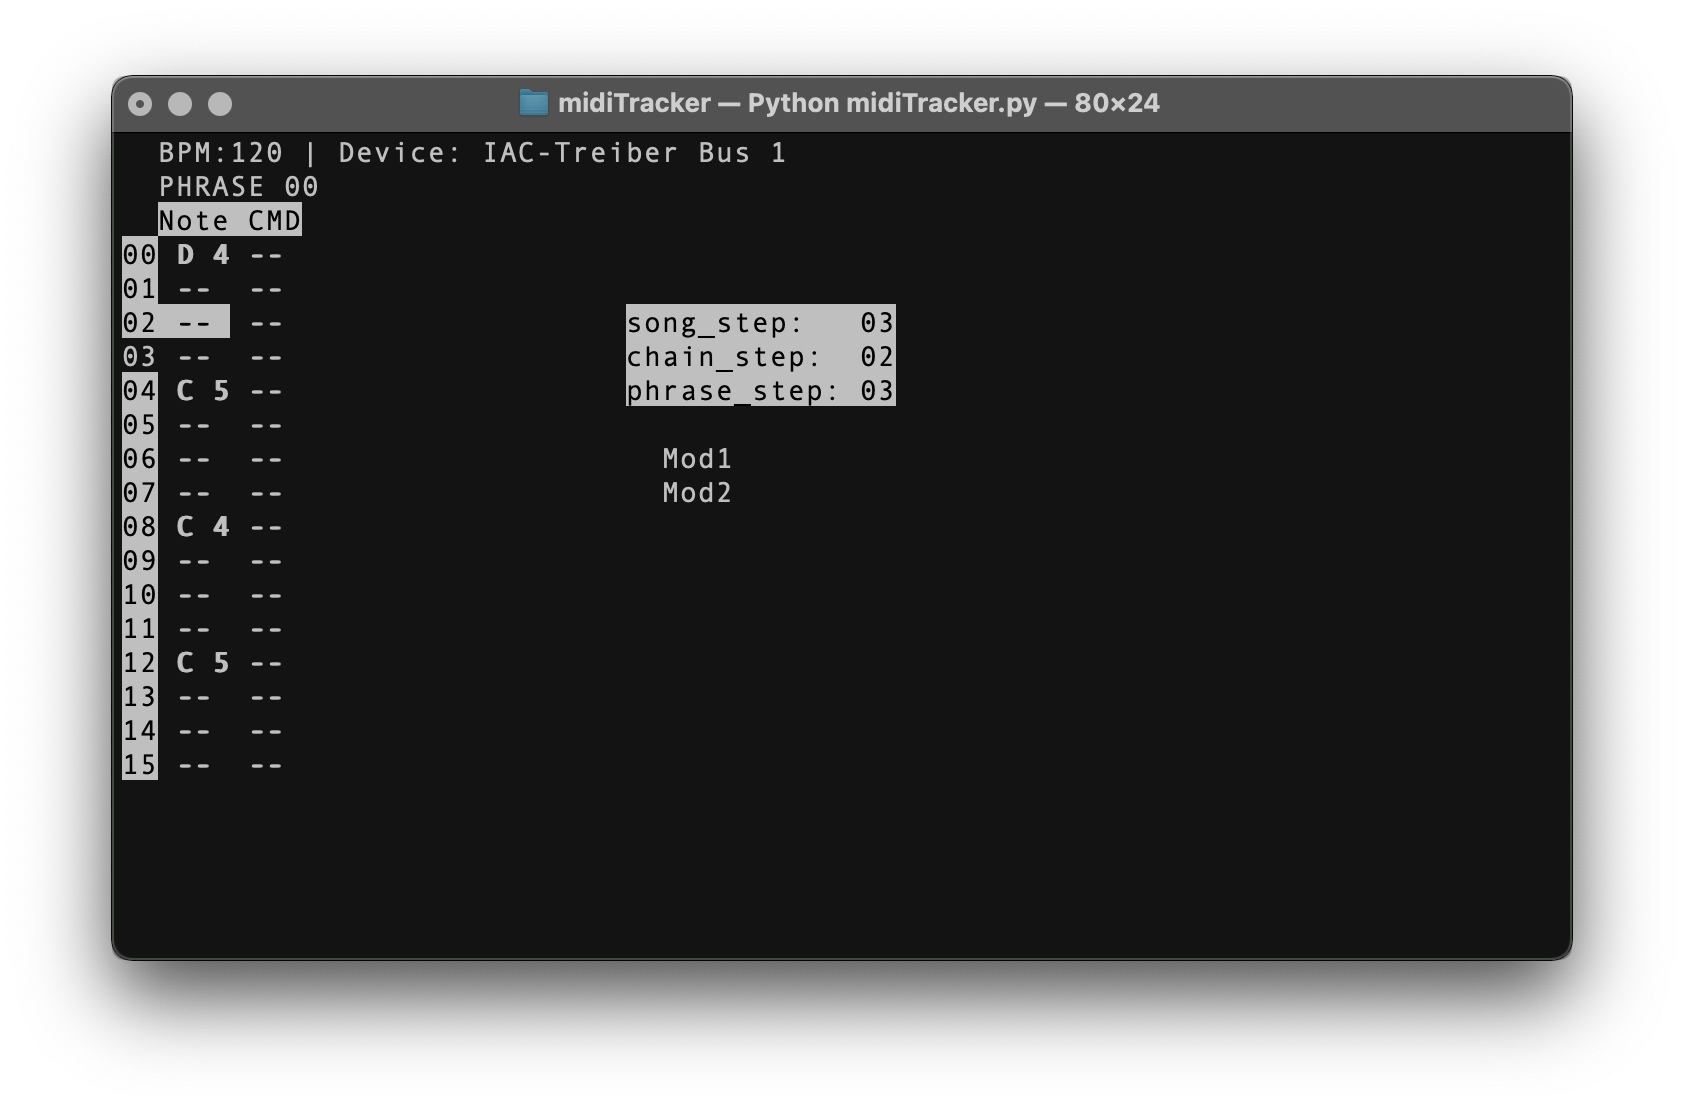 midiTracker — Python midiTracker.py — 80×24
BPM:120 | Device: IAC-Treiber Bus 1
PHRASE 00
Note CMD
00 D 4 --
01 -- --
02 -- -- song_step: 03
03 -- -- chain_step: 02
04 C 5 -- phrase_step: 03
05 -- --
06 -- -- Mod1
07 -- -- Mod2
08 C 4 --
09 -- --
10 -- --
11 -- --
12 C 5 --
13 -- --
14 -- --
15 -- --